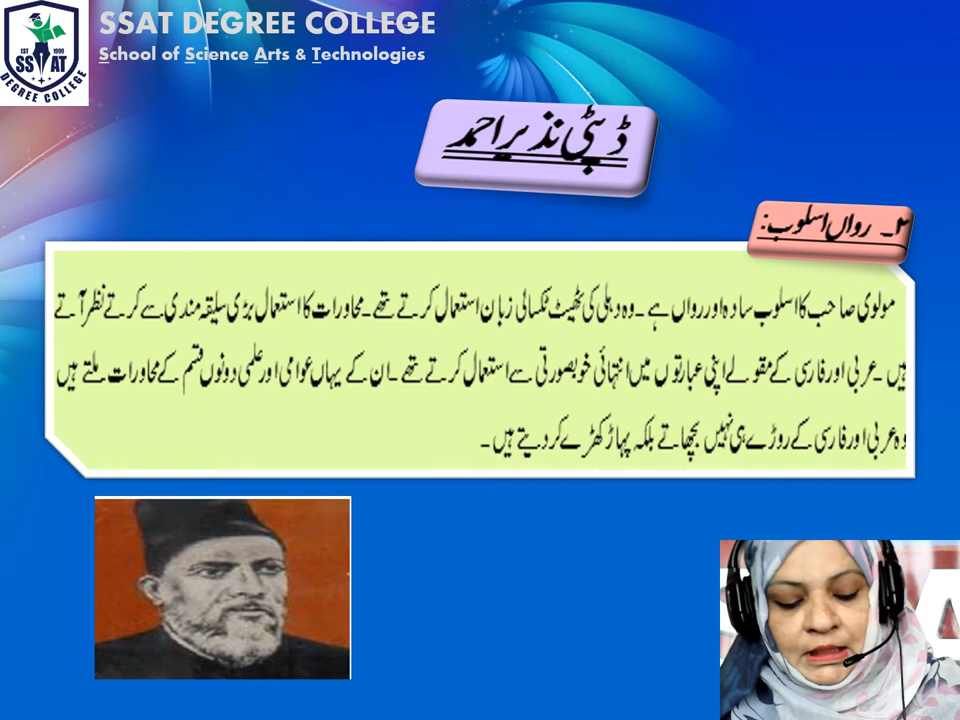 SSAT DEGREE COLLEGE
School of Science Arts & Technologies
EST 1999
SSAT
DEGREE COLLEGE
ڈپٹی نذیر احمد
۲۔ رواں اسلوب:
مولوی صاحب کا اسلوب سادہ اور رواں ہے۔ وہ دہلی کی ٹھیٹ ٹکسالی زبان استعمال کرتے تھے۔ محاورات کا استعمال بڑی سلیقہ مندی سے کرتے نظر آتے
ہیں۔ عربی اور فارسی کے مقولے اپنی عبارتوں میں انتہائی خوبصورتی سے استعمال کرتے تھے۔ ان کے یہاں عوامی اور علمی دونوں قسم کے محاورات ملتے ہیں
وہ عربی اور فارسی کے روڑے ہی نہیں بچھاتے بلکہ پہاڑ کھڑے کر دیتے ہیں۔